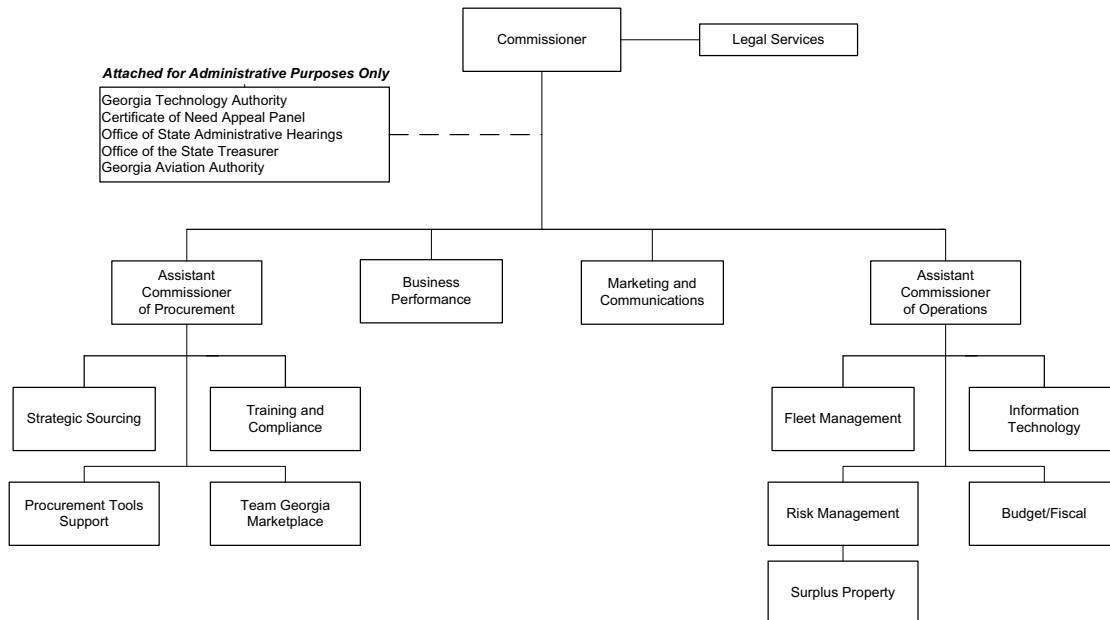 Commissioner
Legal Services
Attached for Administrative Purposes Only
Georgia Technology Authority
Certificate of Need Appeal Panel
Office of State Administrative Hearings
Office of the State Treasurer
Georgia Aviation Authority
Assistant
Commissioner
of Procurement
Business
Performance
Marketing and
Communications
Assistant
Commissioner
of Operations
Strategic Sourcing
Training and
Compliance
Fleet Management
Information
Technology
Procurement Tools
Support
Team Georgia
Marketplace
Risk Management
Budget/Fiscal
Surplus Property